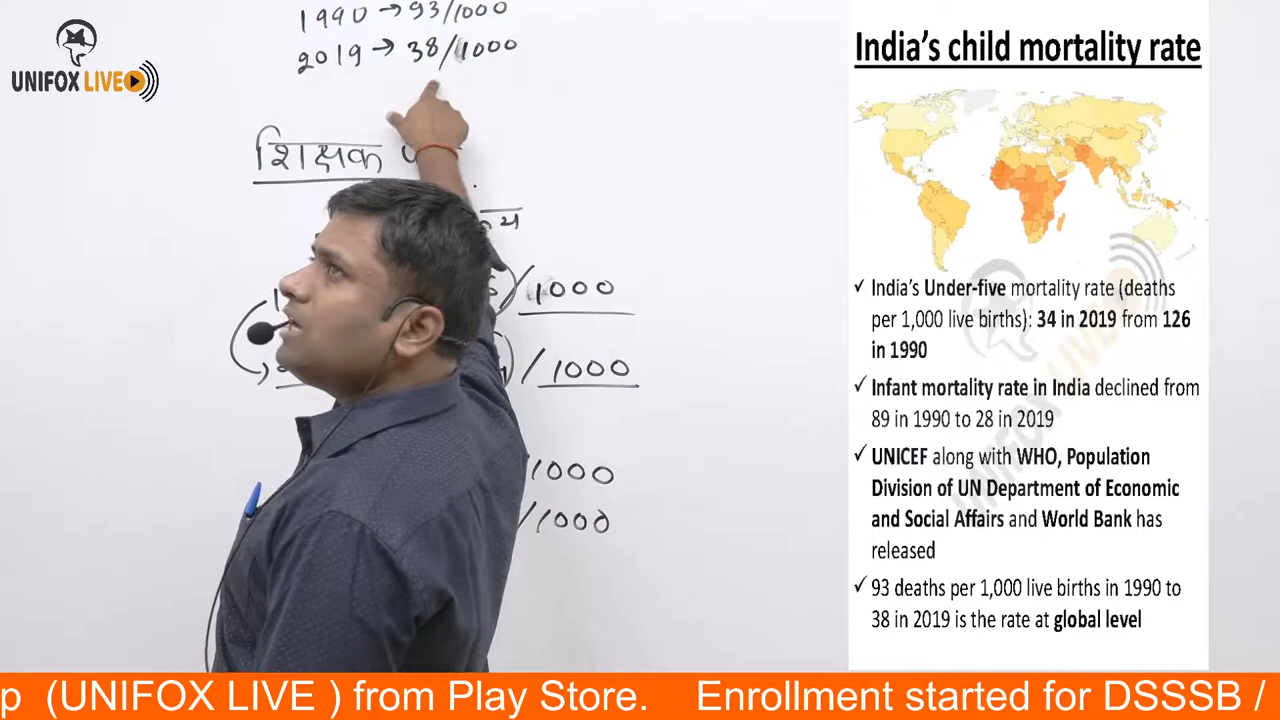 1990 → 93/1000
2019 → 38/1000
UNIFOX LIVE
शिक्षक
/1000
/1000
1000
/1000
India's child mortality rate
✓ India's Under-five mortality rate (deaths
per 1,000 live births): 34 in 2019 from 126
in 1990
✓ Infant mortality rate in India declined from
89 in 1990 to 28 in 2019
✓ UNICEF along with WHO, Population
Division of UN Department of Economic
and Social Affairs and World Bank has
released
✓ 93 deaths per 1,000 live births in 1990 to
38 in 2019 is the rate at global level
UNIFOX LIVE
p (UNIFOX LIVE ) from Play Store. Enrollment started for DSSSB /